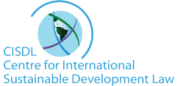 CISDL
Centre for International
Sustainable Development Law